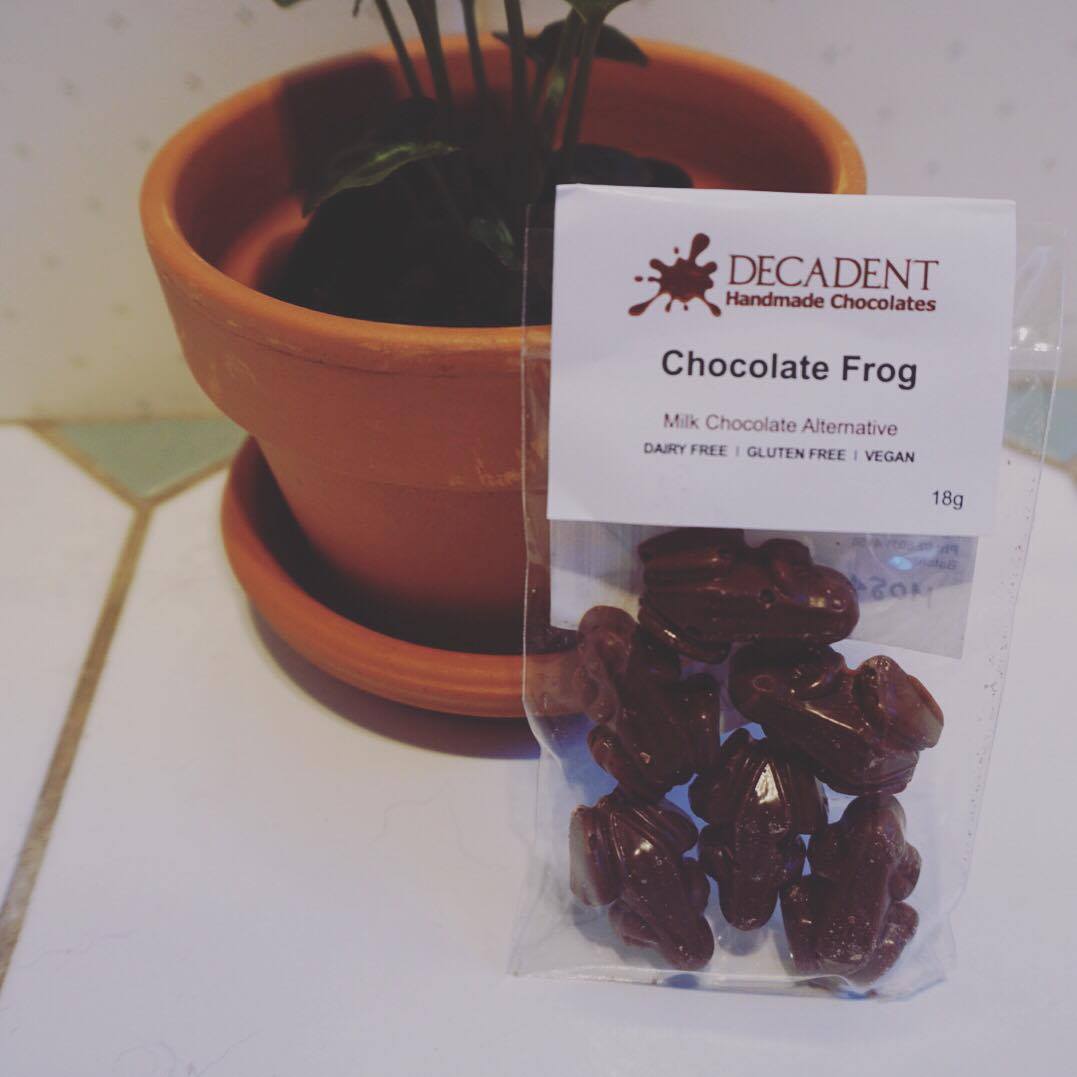 DECADENT
Handmade Chocolates
Chocolate Frog
Milk Chocolate Alternative
DAIRY FREE | GLUTEN FREE | VEGAN
18g